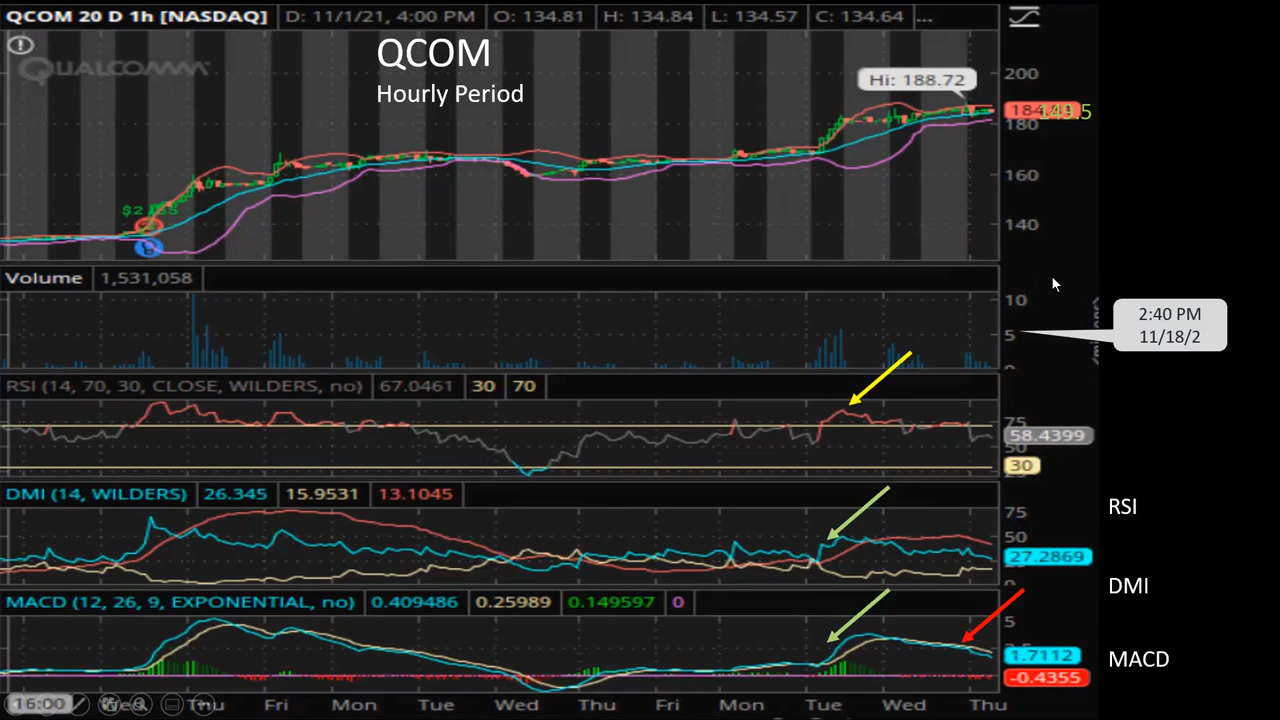 QCOM 20 D 1h [NASDAQ] D: 11/1/21, 4:00 PM O: 134.81 H: 134.84 L: 134.57 C: 134.64 ...
QCOM
Hourly Period
QUALCOMM
Hi: 188.72
200
149.5
180
160
140
Volume 1,531,058
10
5
2:40 PM
11/18/2
RSI (14, 70, 30, CLOSE, WILDERS, no) 67.0461 30 70
75
58.4399
50
30
RSI
DMI (14, WILDERS) 26.345 15.9531 13.1045
75
50
27.2869
DMI
MACD (12, 26, 9, EXPONENTIAL, no) 0.409486 0.25989 0.149597 0
5
1.7112
-0.4355
MACD
16:00 Thu Fri Mon Tue Wed Thu Fri Mon Tue Wed Thu